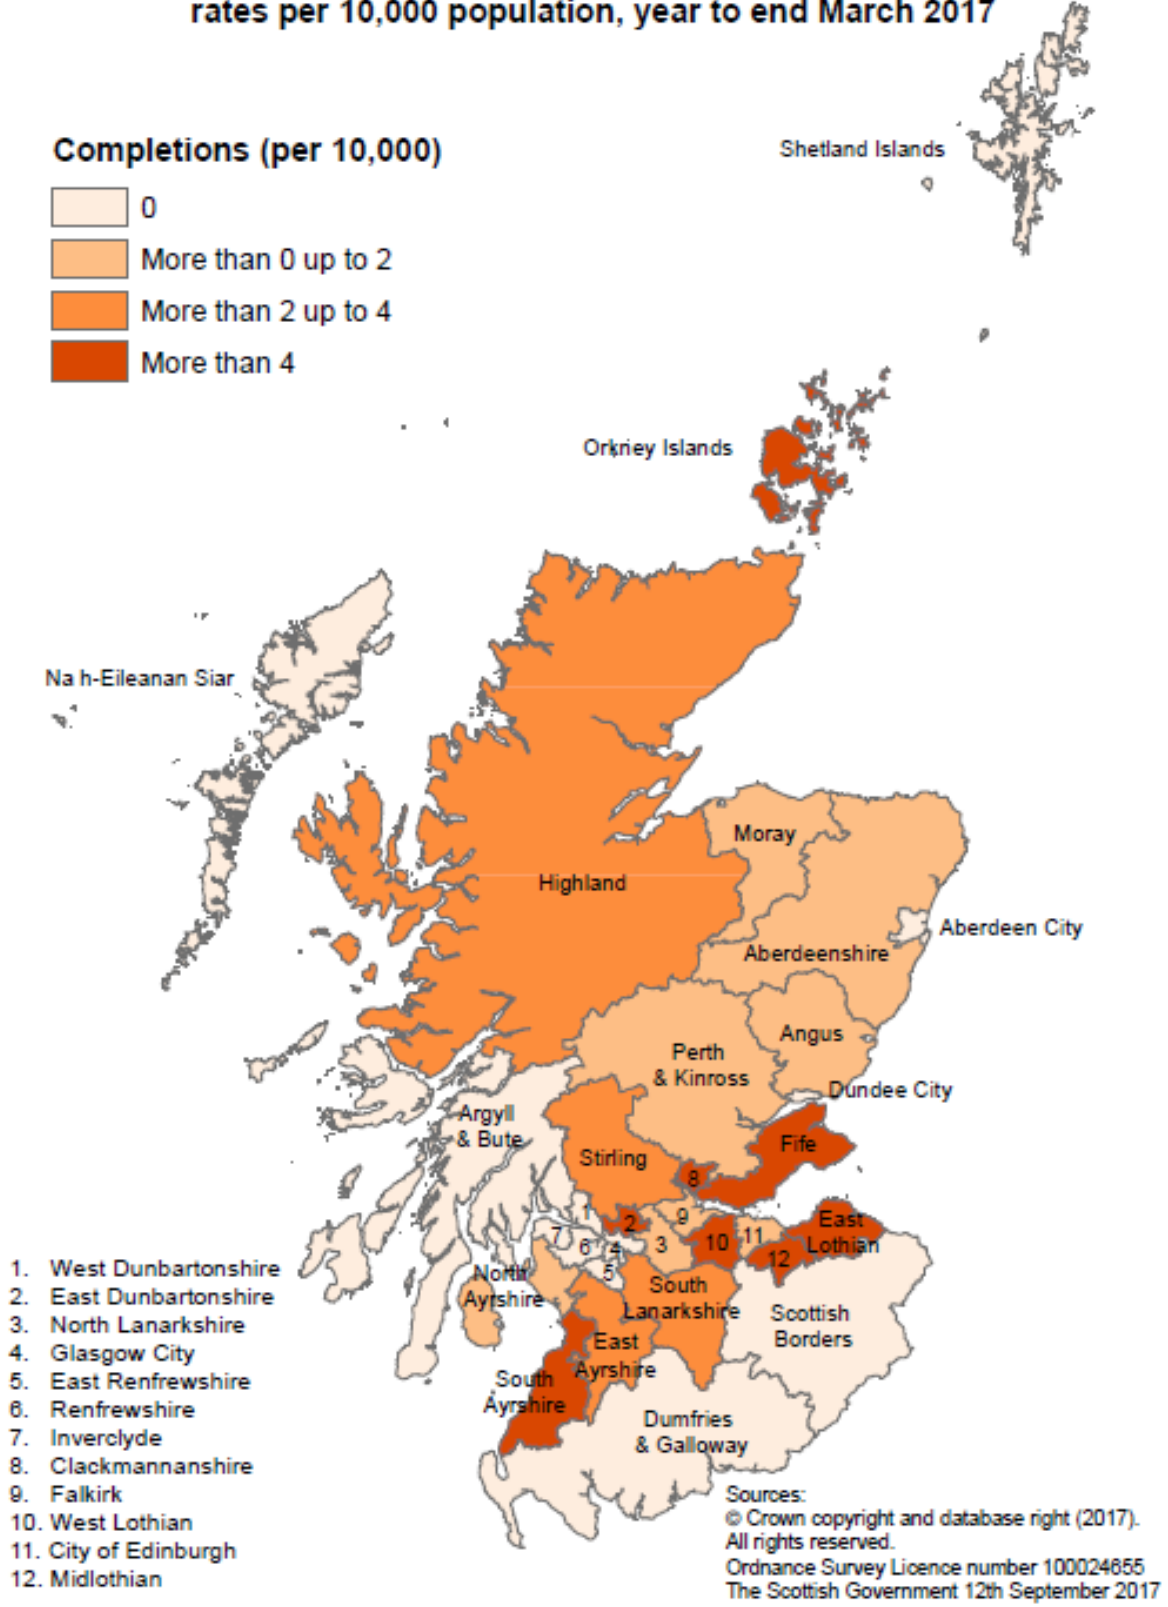 rates per 10,000 population, year to end March 2017
Shetland Islands
Completions (per 10,000)
0
More than 0 up to 2
More than 2 up to 4
More than 4
Orkney Islands
Na h-Eileanan Siar
Moray
Highland
Aberdeen City
Aberdeenshire
Angus
Perth
& Kinross
Dundee City
Argyll
& Bute
Fife
Stirling
8
1
2
9
East
Lothian
7
6
4
3
10
11
12
5
North
Ayrshire
South
Lanarkshire
Scottish
Borders
East
Ayrshire
South
Ayrshire
Dumfries
& Galloway
1. West Dunbartonshire
2. East Dunbartonshire
3. North Lanarkshire
4. Glasgow City
5. East Renfrewshire
6. Renfrewshire
7. Inverclyde
8. Clackmannanshire
9. Falkirk
10. West Lothian
11. City of Edinburgh
12. Midlothian
Sources:
© Crown copyright and database right (2017).
All rights reserved.
Ordnance Survey Licence number 100024655
The Scottish Government 12th September 2017